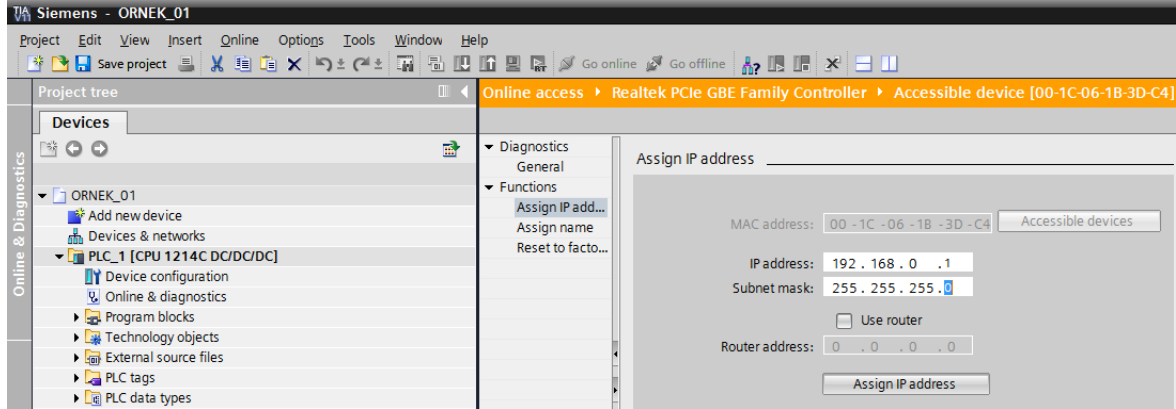 TIA V11 Siemens - ORNEK_01
Project Edit View Insert Online Options Tools Window Help
Save project Go online Go offline
Project tree
Online access Realtek PCIe GBE Family Controller Accessible device [00-1C-06-1B-3D-C4]
Devices
Online & Diagnostics
ORNEK_01
Add new device
Devices & networks
PLC_1 [CPU 1214C DC/DC/DC]
Device configuration
Online & diagnostics
Program blocks
Technology objects
External source files
PLC tags
PLC data types
Diagnostics
General
Functions
Assign IP add...
Assign name
Reset to facto...
Assign IP address
MAC address: 00 -1C -06 -1B -3D -C4 Accessible devices
IP address: 192 . 168 . 0 . 1
Subnet mask: 255 . 255 . 255 . 0
Use router
Router address: 0 . 0 . 0 . 0
Assign IP address